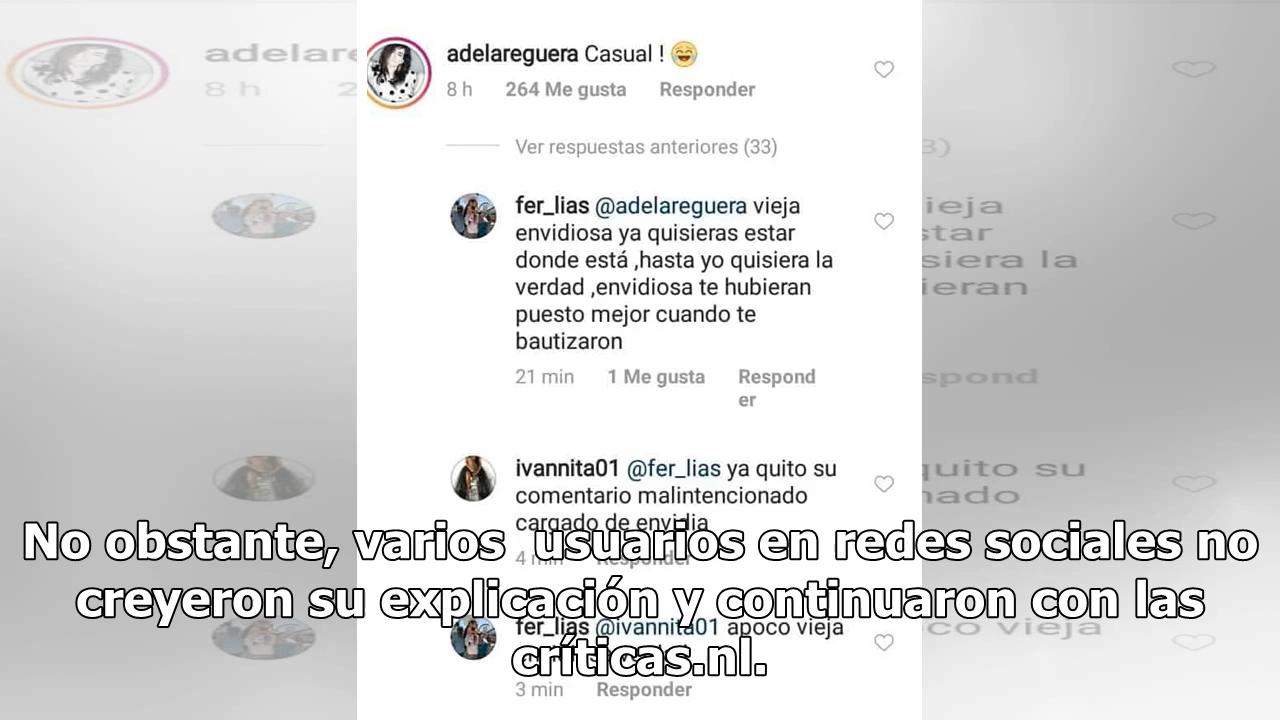 adelareguera Casual ! 😂
8 h 264 Me gusta Responder
Ver respuestas anteriores (33)
fer_lias @adelareguera vieja
envidiosa ya quisieras estar
donde está ,hasta yo quisiera la
verdad ,envidiosa te hubieran
puesto mejor cuando te
bautizaron
21 min 1 Me gusta Respond
er
ivannita01 @fer_lias ya quito su
comentario malintencionado
cargado de envidia
4 min Responder
No obstante, varios usuarios en redes sociales no
creyeron su explicación y continuaron con las
críticas.nl.
fer_lias @ivannita01 apoco vieja
3 min Responder